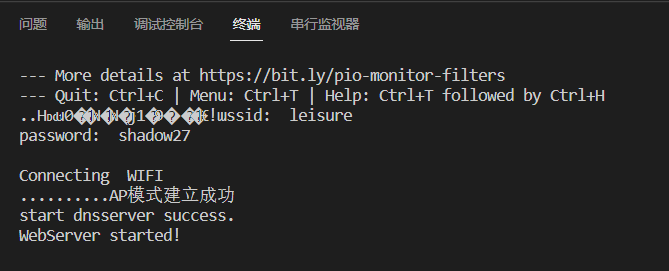 问题 输出 调试控制台 终端 串行监视器
--- More details at https://bit.ly/pio-monitor-filters
--- Quit: Ctrl+C | Menu: Ctrl+T | Help: Ctrl+T followed by Ctrl+H
ssid: leisure
password: shadow27
Connecting WIFI
..........AP模式建立成功
start dnsserver success.
WebServer started!